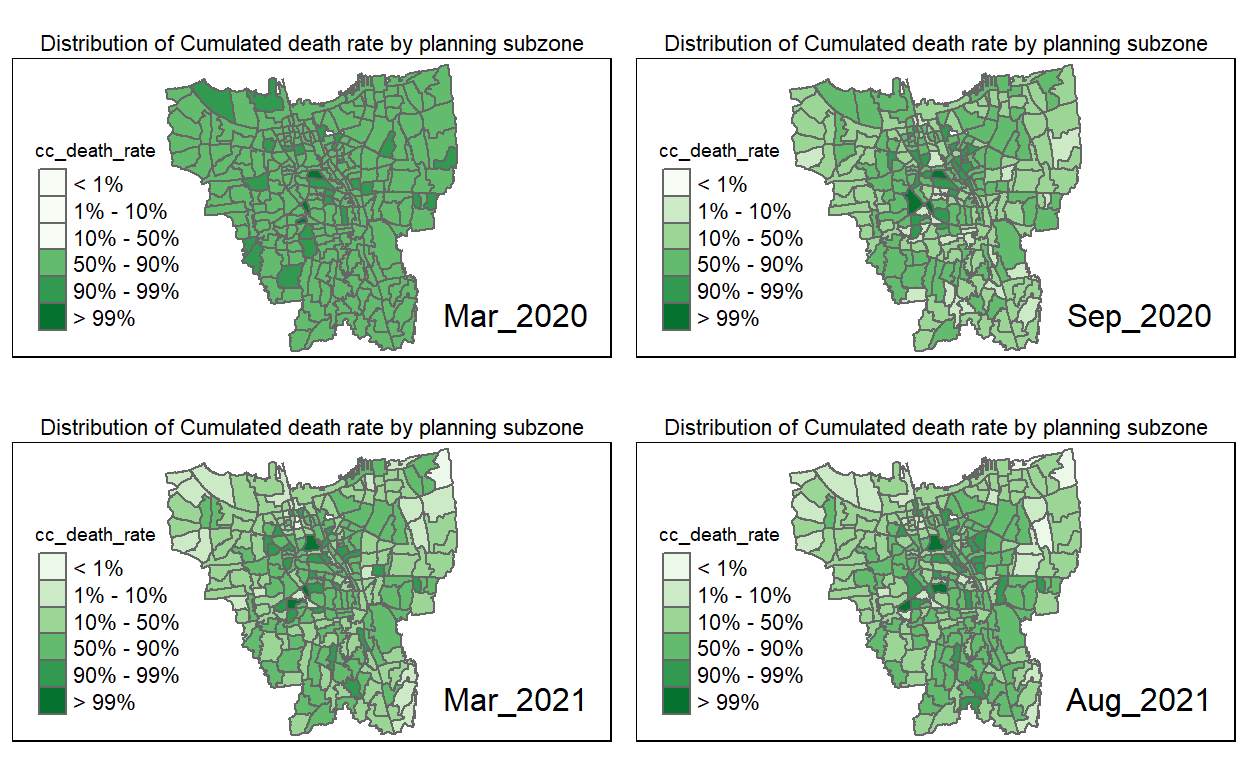 Distribution of Cumulated death rate by planning subzone
cc_death_rate
< 1%
1% - 10%
10% - 50%
50% - 90%
90% - 99%
> 99%
Mar_2020
Distribution of Cumulated death rate by planning subzone
cc_death_rate
< 1%
1% - 10%
10% - 50%
50% - 90%
90% - 99%
> 99%
Sep_2020
Distribution of Cumulated death rate by planning subzone
cc_death_rate
< 1%
1% - 10%
10% - 50%
50% - 90%
90% - 99%
> 99%
Mar_2021
Distribution of Cumulated death rate by planning subzone
cc_death_rate
< 1%
1% - 10%
10% - 50%
50% - 90%
90% - 99%
> 99%
Aug_2021